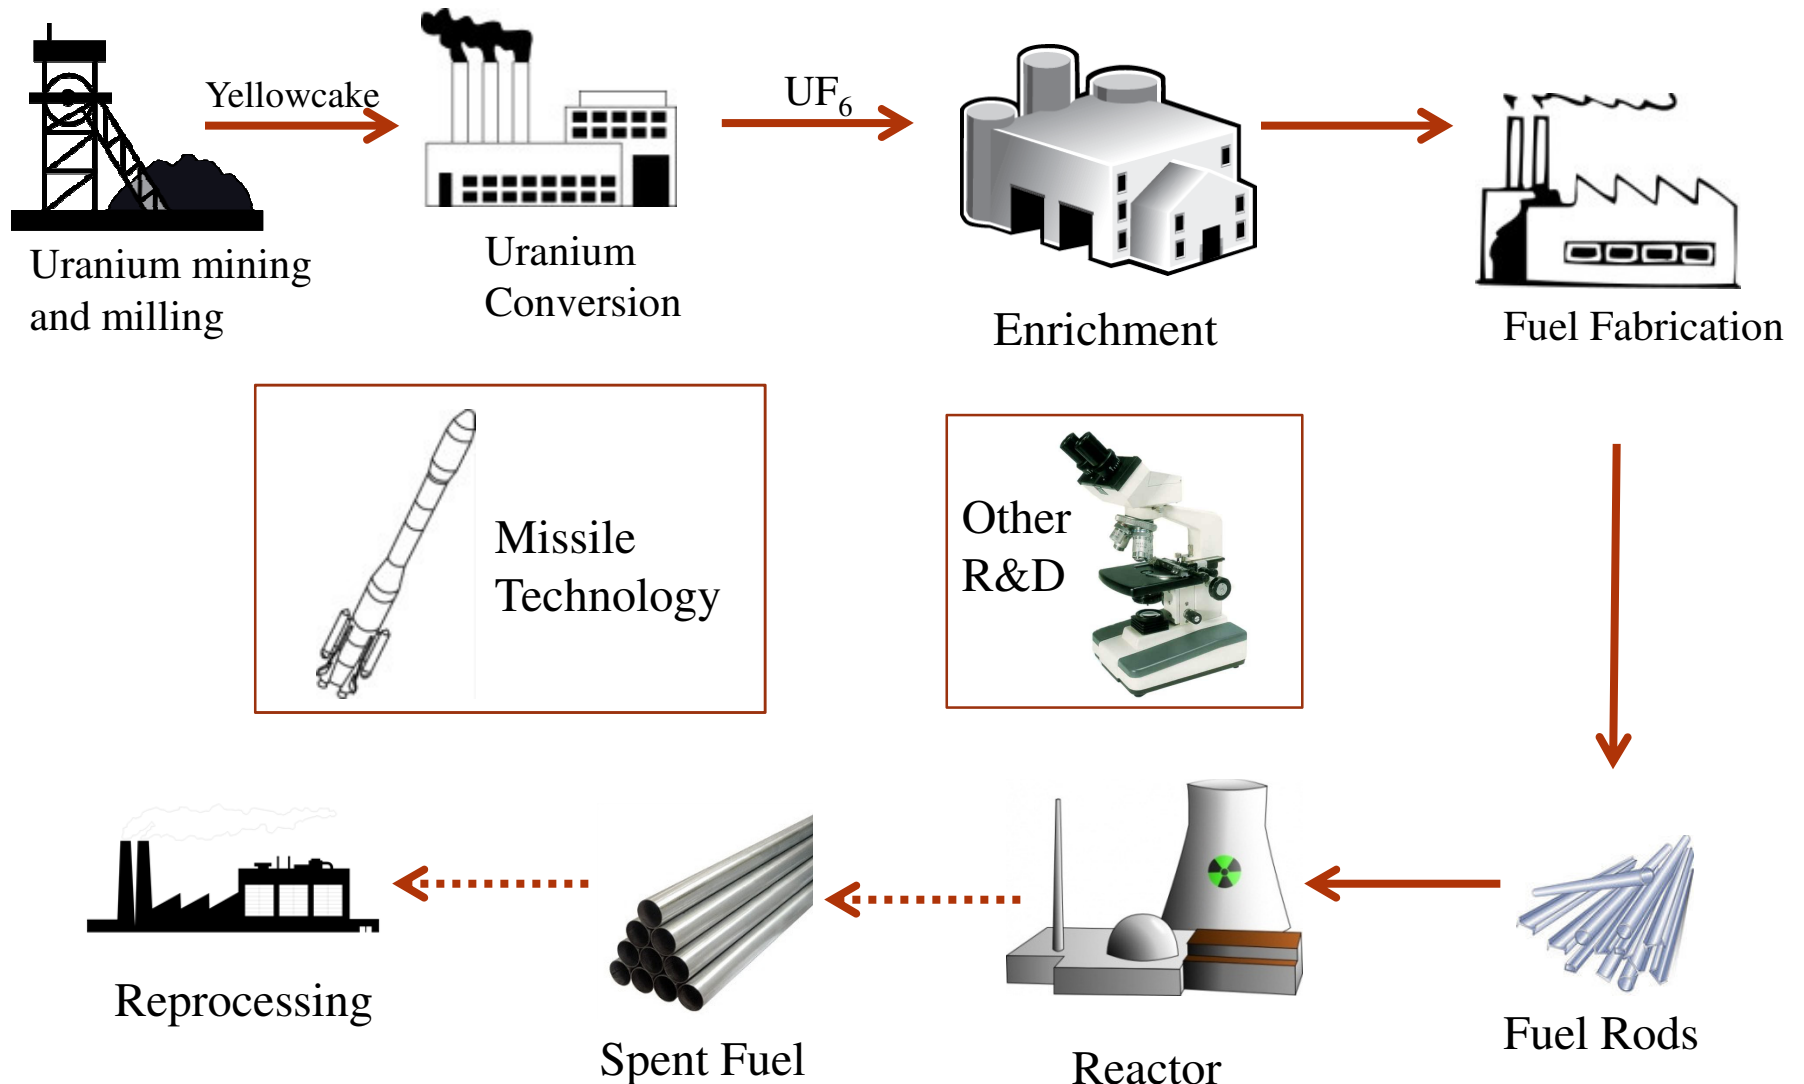 Yellowcake
UF₆
Uranium mining
and milling
Uranium
Conversion
Enrichment
Fuel Fabrication
Missile
Technology
Other
R&D
Reprocessing
Spent Fuel
Reactor
Fuel Rods